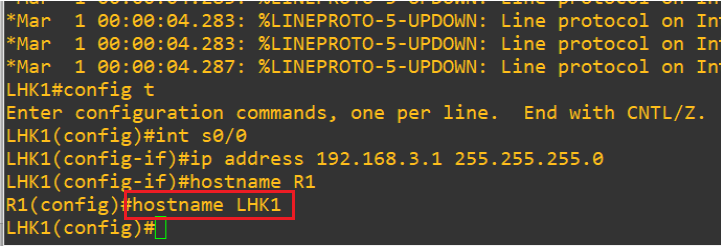 *Mar  1 00:00:04.283: %LINEPROTO-5-UPDOWN: Line protocol on Int
*Mar  1 00:00:04.283: %LINEPROTO-5-UPDOWN: Line protocol on Int
*Mar  1 00:00:04.287: %LINEPROTO-5-UPDOWN: Line protocol on Int
LHK1#config t
Enter configuration commands, one per line.  End with CNTL/Z.
LHK1(config)#int s0/0
LHK1(config-if)#ip address 192.168.3.1 255.255.255.0
LHK1(config-if)#hostname R1
R1(config)#hostname LHK1
LHK1(config)#